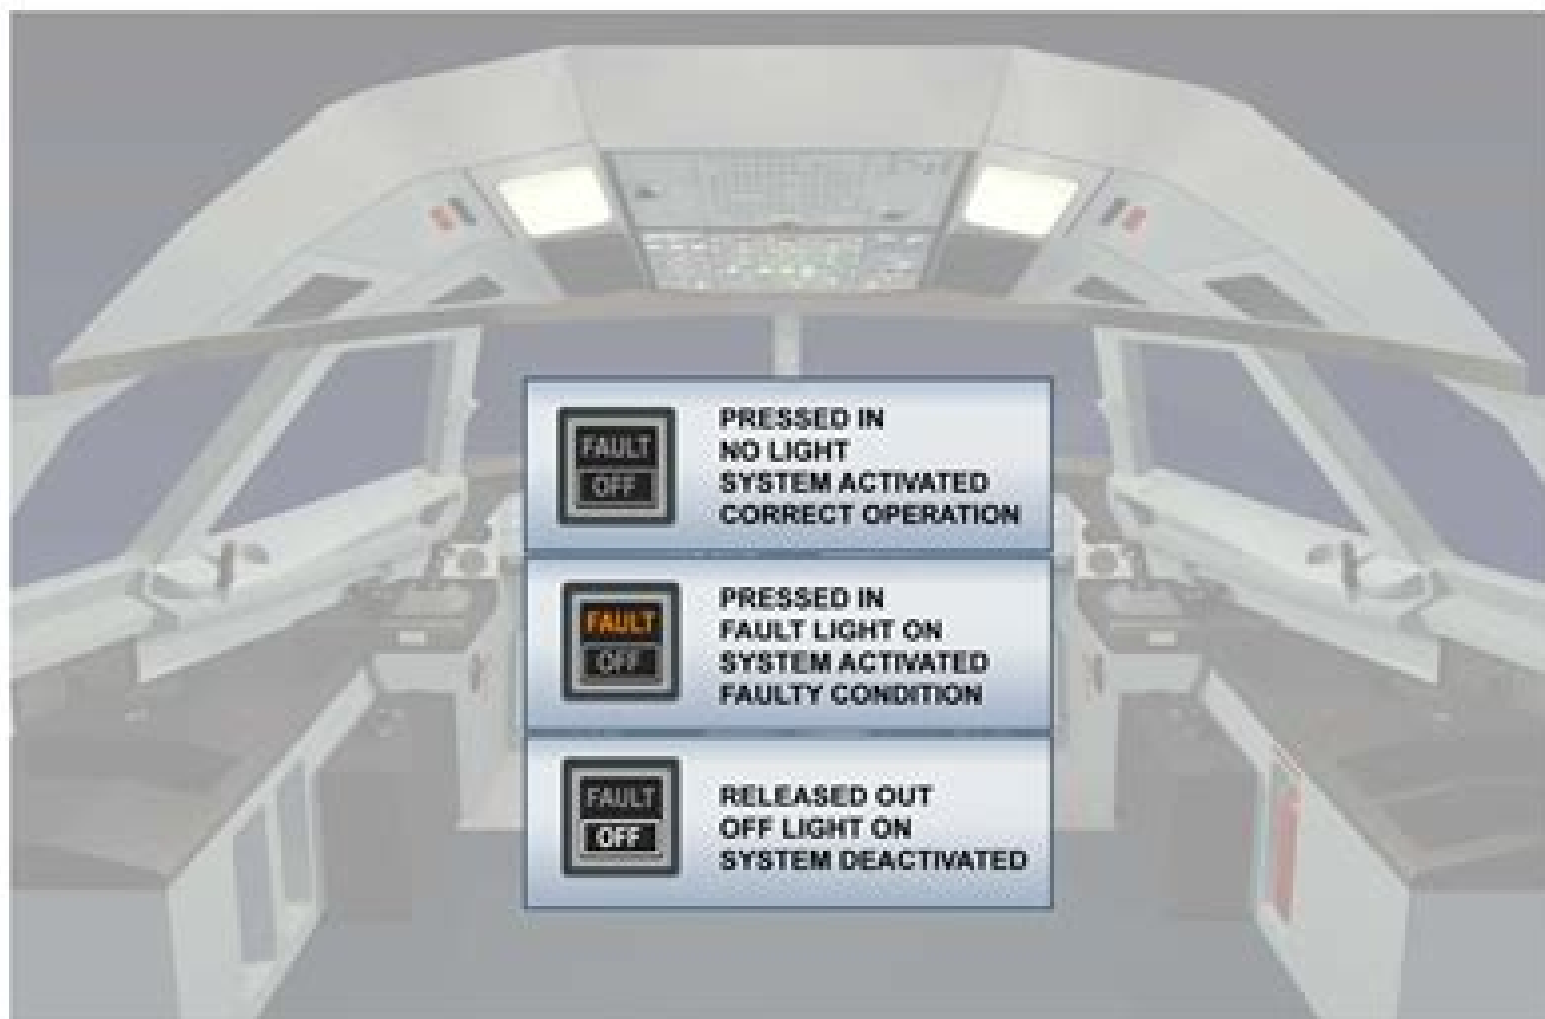 FAULT
OFF
PRESSED IN
NO LIGHT
SYSTEM ACTIVATED
CORRECT OPERATION
FAULT
OFF
PRESSED IN
FAULT LIGHT ON
SYSTEM ACTIVATED
FAULTY CONDITION
FAULT
OFF
RELEASED OUT
OFF LIGHT ON
SYSTEM DEACTIVATED